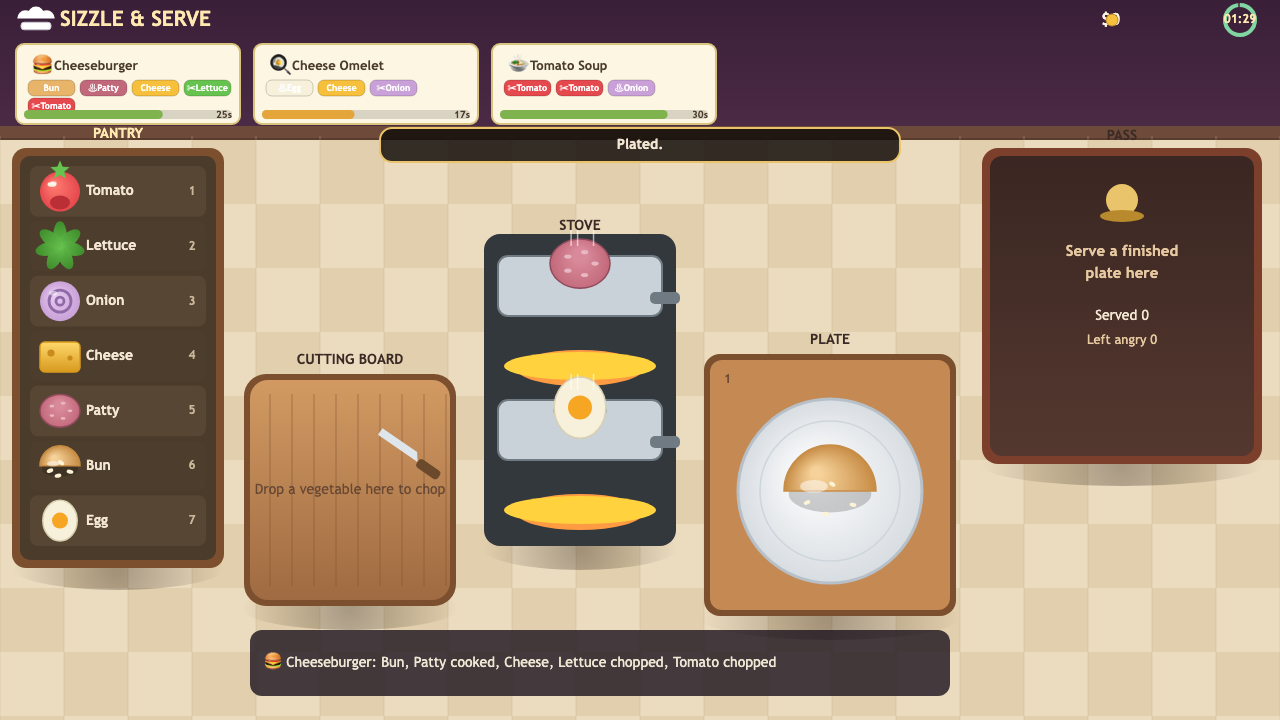 SIZZLE & SERVE
$0
01:29
Cheeseburger
Bun
Patty
Cheese
Lettuce
Tomato
25s
Cheese Omelet
Egg
Cheese
Onion
17s
Tomato Soup
Tomato
Tomato
Onion
30s
PANTRY
Plated.
PASS
Tomato 1
Lettuce 2
Onion 3
Cheese 4
Patty 5
Bun 6
Egg 7
CUTTING BOARD
Drop a vegetable here to chop
STOVE
PLATE
1
Serve a finished
plate here
Served 0
Left angry 0
Cheeseburger: Bun, Patty cooked, Cheese, Lettuce chopped, Tomato chopped